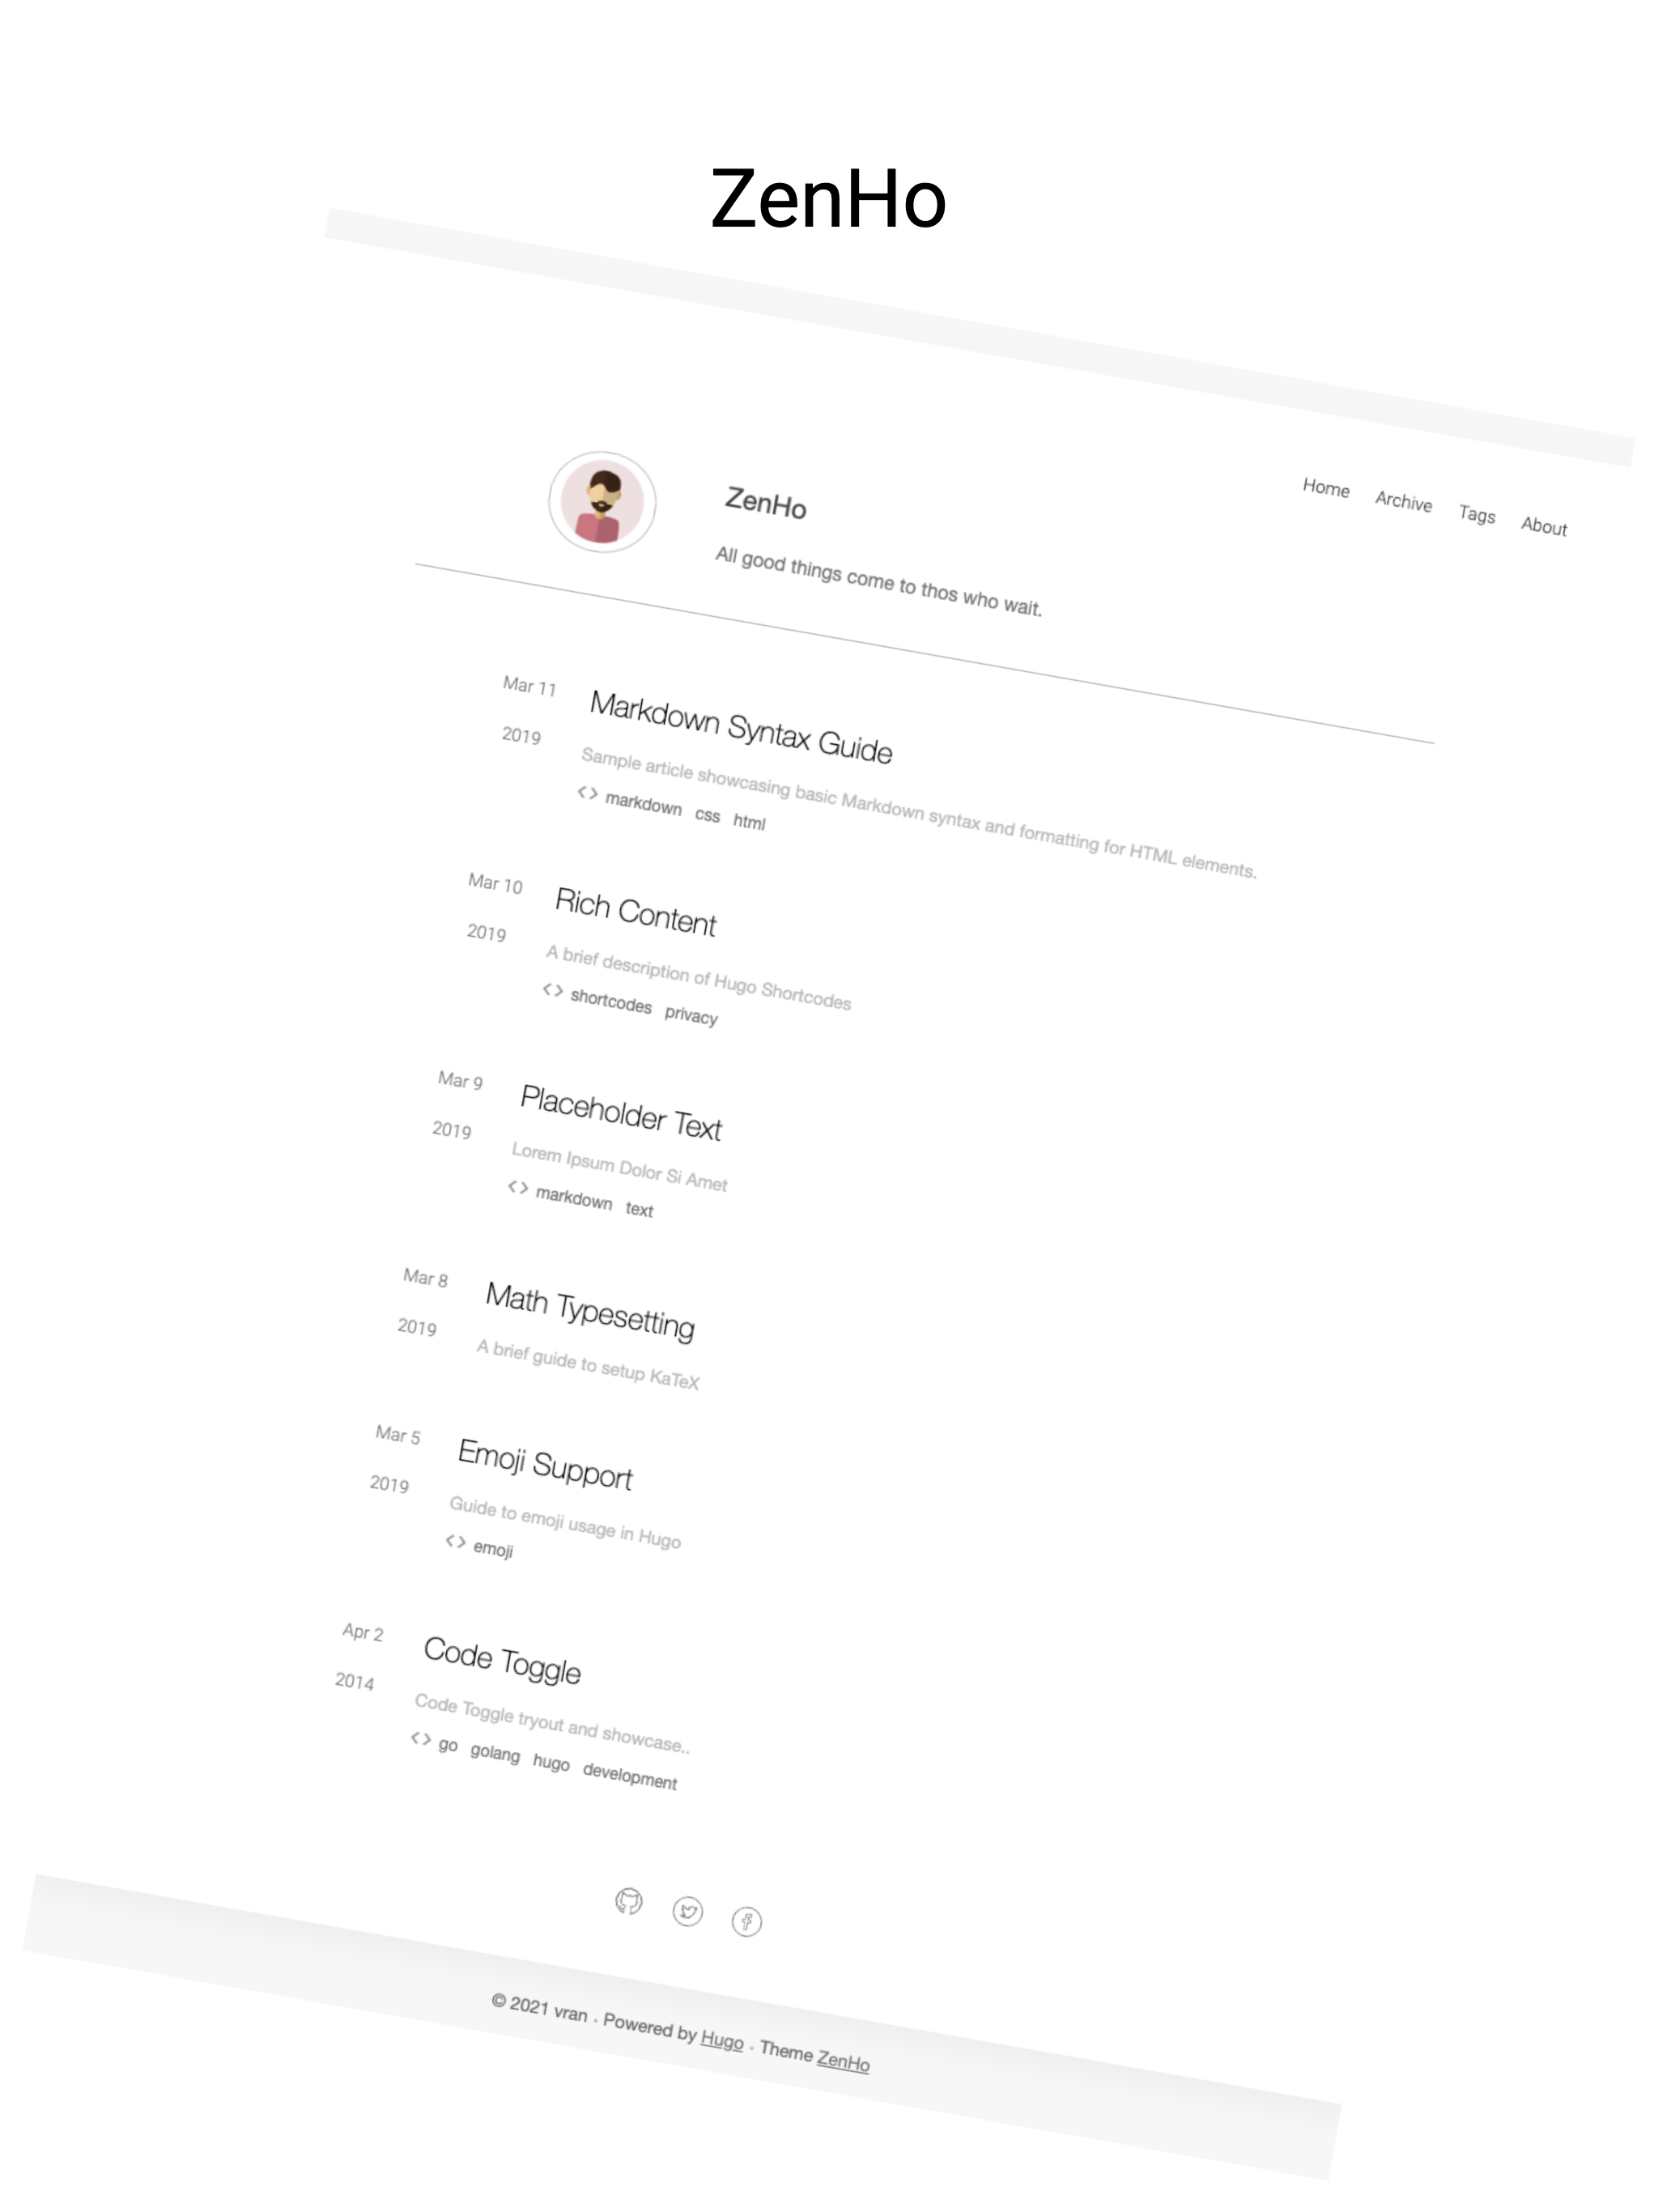 ZenHo
Home Archive Tags About
ZenHo
All good things come to thos who wait.
Mar 11
2019
Markdown Syntax Guide
Sample article showcasing basic Markdown syntax and formatting for HTML elements.
<> markdown css html
Mar 10
2019
Rich Content
A brief description of Hugo Shortcodes
<> shortcodes privacy
Mar 9
2019
Placeholder Text
Lorem Ipsum Dolor Si Amet
<> markdown text
Mar 8
2019
Math Typesetting
A brief guide to setup KaTeX
Mar 5
2019
Emoji Support
Guide to emoji usage in Hugo
<> emoji
Apr 2
2014
Code Toggle
Code Toggle tryout and showcase..
<> go golang hugo development
© 2021 vran · Powered by Hugo · Theme ZenHo